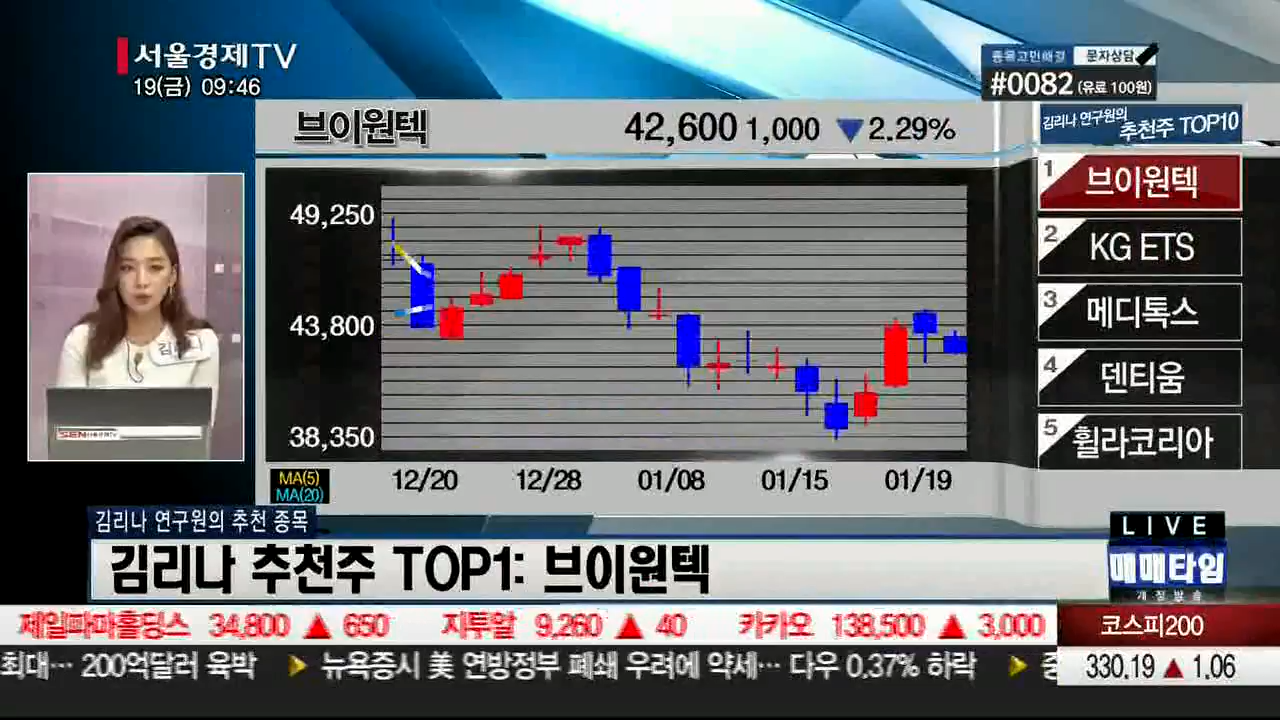 서울경제TV
19(금) 09:46
종목고민해결 문자상담
#0082 (유료 100원)
브이원텍 42,600 1,000 ▼ 2.29%
김리나 연구원의
추천주 TOP10
1 브이원텍
2 KG ETS
3 메디톡스
4 덴티움
5 휠라코리아
49,250
43,800
38,350
MA(5)
MA(20)
12/20 12/28 01/08 01/15 01/19
SEN
김리나 연구원의 추천 종목
김리나 추천주 TOP1: 브이원텍
LIVE
매매타임
제일파마홀딩스 34,800 ▲ 650 지투알 9,260 ▲ 40 카카오 138,500 ▲ 3,000
코스피200
330.19 ▲ 1.06
최대… 200억달러 육박 ▶ 뉴욕증시 美 연방정부 폐쇄 우려에 약세… 다우 0.37% 하락 ▶